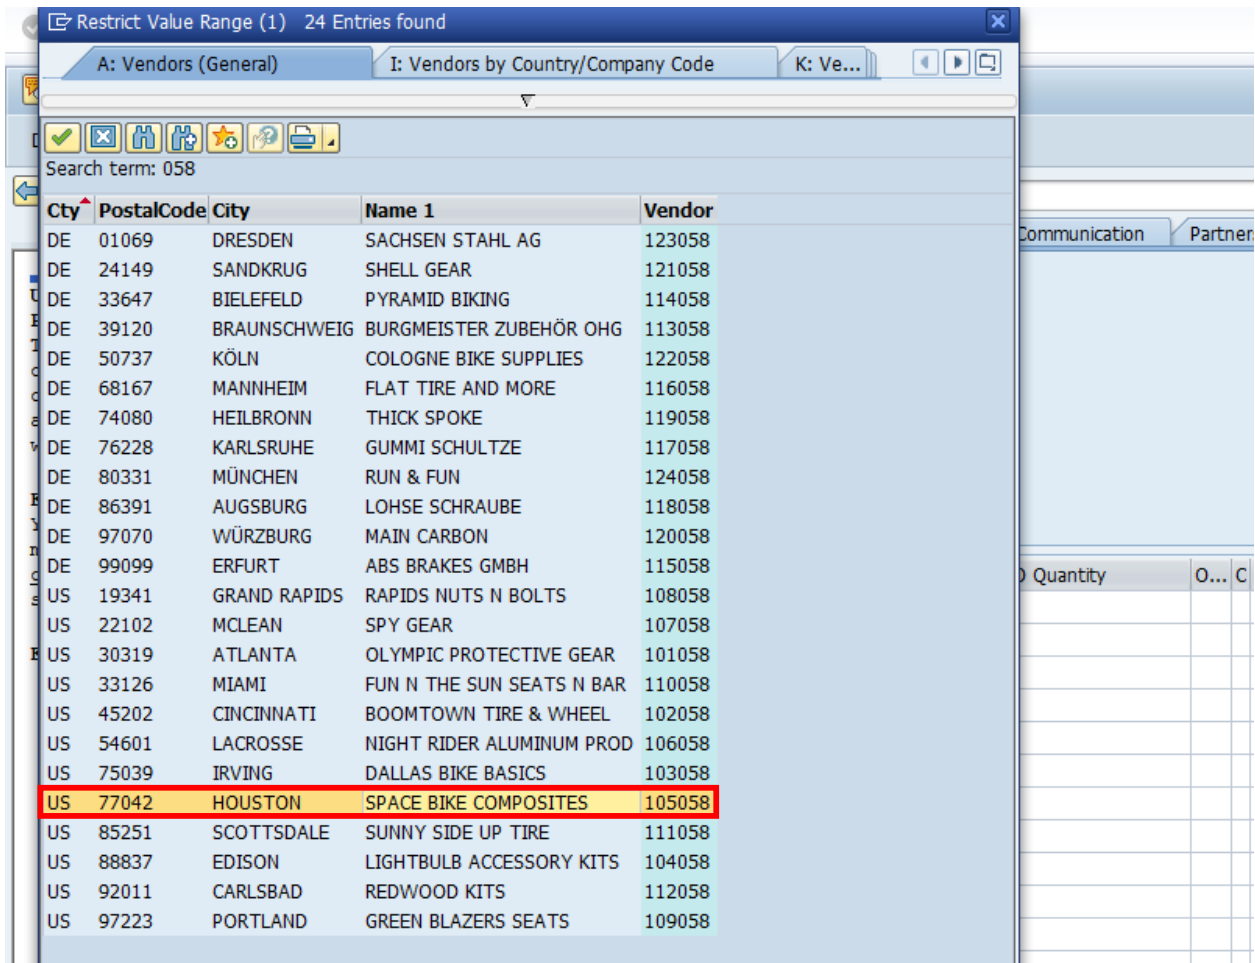 Restrict Value Range (1) 24 Entries found
A: Vendors (General) I: Vendors by Country/Company Code K: Ve...
Search term: 058
Cty PostalCode City Name 1 Vendor
DE 01069 DRESDEN SACHSEN STAHL AG 123058
DE 24149 SANDKRUG SHELL GEAR 121058
DE 33647 BIELEFELD PYRAMID BIKING 114058
DE 39120 BRAUNSCHWEIG BURGMEISTER ZUBEHÖR OHG 113058
DE 50737 KÖLN COLOGNE BIKE SUPPLIES 122058
DE 68167 MANNHEIM FLAT TIRE AND MORE 116058
DE 74080 HEILBRONN THICK SPOKE 119058
DE 76228 KARLSRUHE GUMMI SCHULTZE 117058
DE 80331 MÜNCHEN RUN & FUN 124058
DE 86391 AUGSBURG LOHSE SCHRAUBE 118058
DE 97070 WÜRZBURG MAIN CARBON 120058
DE 99099 ERFURT ABS BRAKES GMBH 115058
US 19341 GRAND RAPIDS RAPIDS NUTS N BOLTS 108058
US 22102 MCLEAN SPY GEAR 107058
US 30319 ATLANTA OLYMPIC PROTECTIVE GEAR 101058
US 33126 MIAMI FUN N THE SUN SEATS N BAR 110058
US 45202 CINCINNATI BOOMTOWN TIRE & WHEEL 102058
US 54601 LACROSSE NIGHT RIDER ALUMINUM PROD 106058
US 75039 IRVING DALLAS BIKE BASICS 103058
US 77042 HOUSTON SPACE BIKE COMPOSITES 105058
US 85251 SCOTTSDALE SUNNY SIDE UP TIRE 111058
US 88837 EDISON LIGHTBULB ACCESSORY KITS 104058
US 92011 CARLSBAD REDWOOD KITS 112058
US 97223 PORTLAND GREEN BLAZERS SEATS 109058
Communication Partner
Quantity O... C